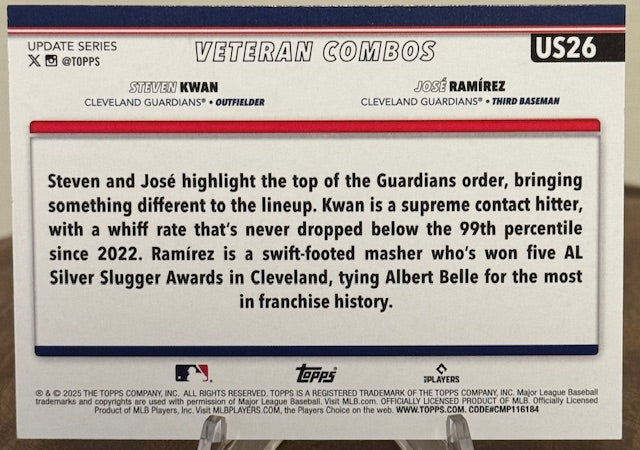 UPDATE SERIES
X @TOPPS
VETERAN COMBOS
US26
STEVEN KWAN
CLEVELAND GUARDIANS® • OUTFIELDER
JOSÉ RAMÍREZ
CLEVELAND GUARDIANS® • THIRD BASEMAN
Steven and José highlight the top of the Guardians order, bringing
something different to the lineup. Kwan is a supreme contact hitter,
with a whiff rate that's never dropped below the 99th percentile
since 2022. Ramírez is a swift-footed masher who's won five AL
Silver Slugger Awards in Cleveland, tying Albert Belle for the most
in franchise history.
topps
PLAYERS
® & © 2025 THE TOPPS COMPANY, INC. ALL RIGHTS RESERVED. TOPPS IS A REGISTERED TRADEMARK OF THE TOPPS COMPANY, INC. Major League Baseball
trademarks and copyrights are used with permission of Major League Baseball. Visit MLB.com. OFFICIALLY LICENSED PRODUCT OF MLB. Officially Licensed
Product of MLB Players, Inc. Visit MLBPLAYERS.COM, the Players Choice on the web. WWW.TOPPS.COM. CODE#CMP116184